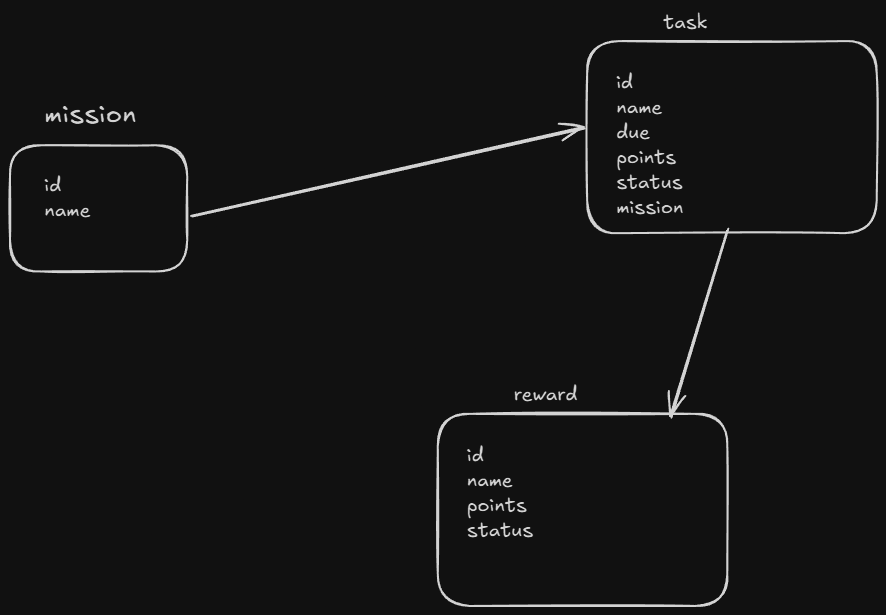 task
id
name
due
points
status
mission
mission
id
name
reward
id
name
points
status